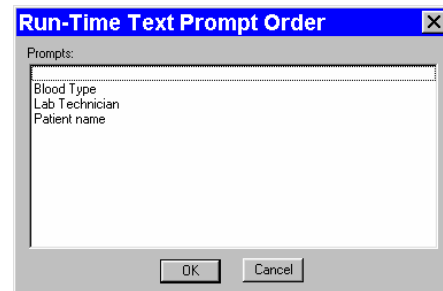 Run-Time Text Prompt Order
Prompts:
Blood Type
Lab Technician
Patient name
OK
Cancel